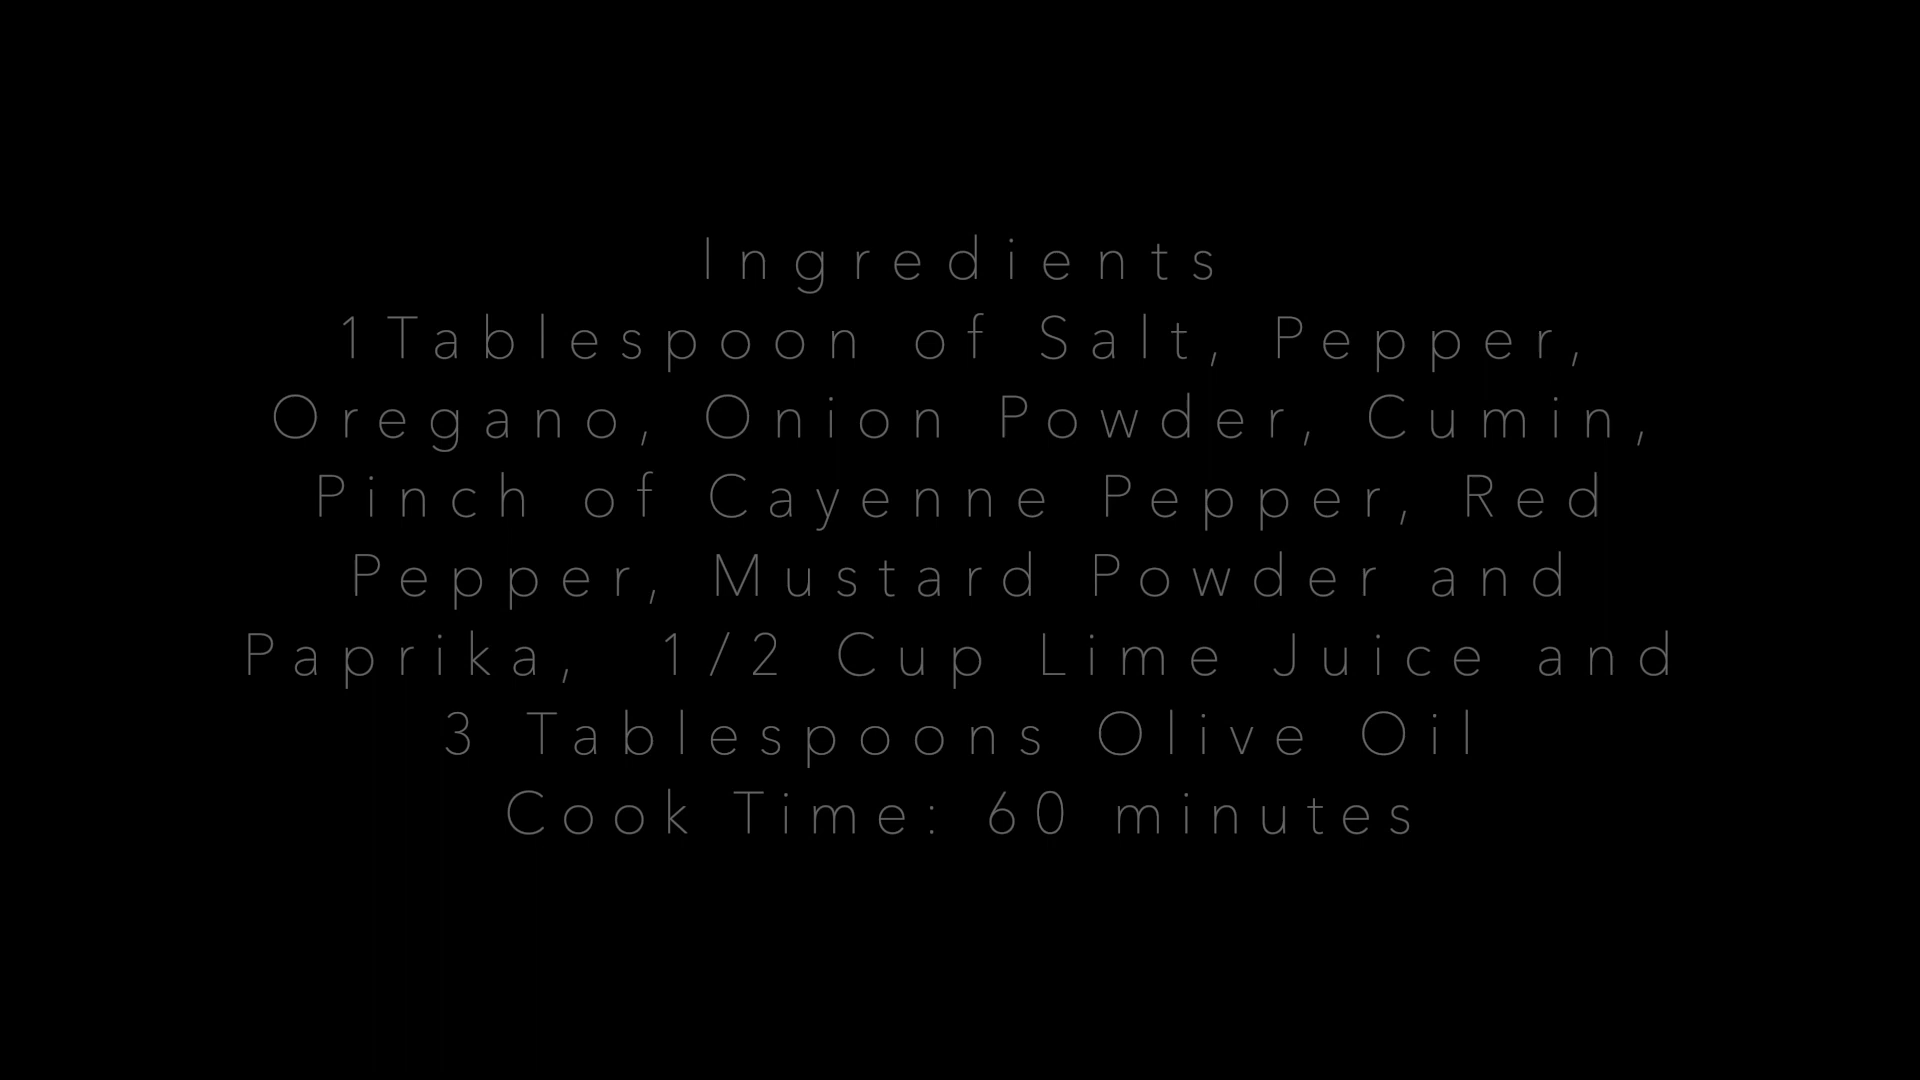 Ingredients
1Tablespoon of Salt, Pepper,
Oregano, Onion Powder, Cumin,
Pinch of Cayenne Pepper, Red
Pepper, Mustard Powder and
Paprika, 1/2 Cup Lime Juice and
3 Tablespoons Olive Oil
Cook Time: 60 minutes